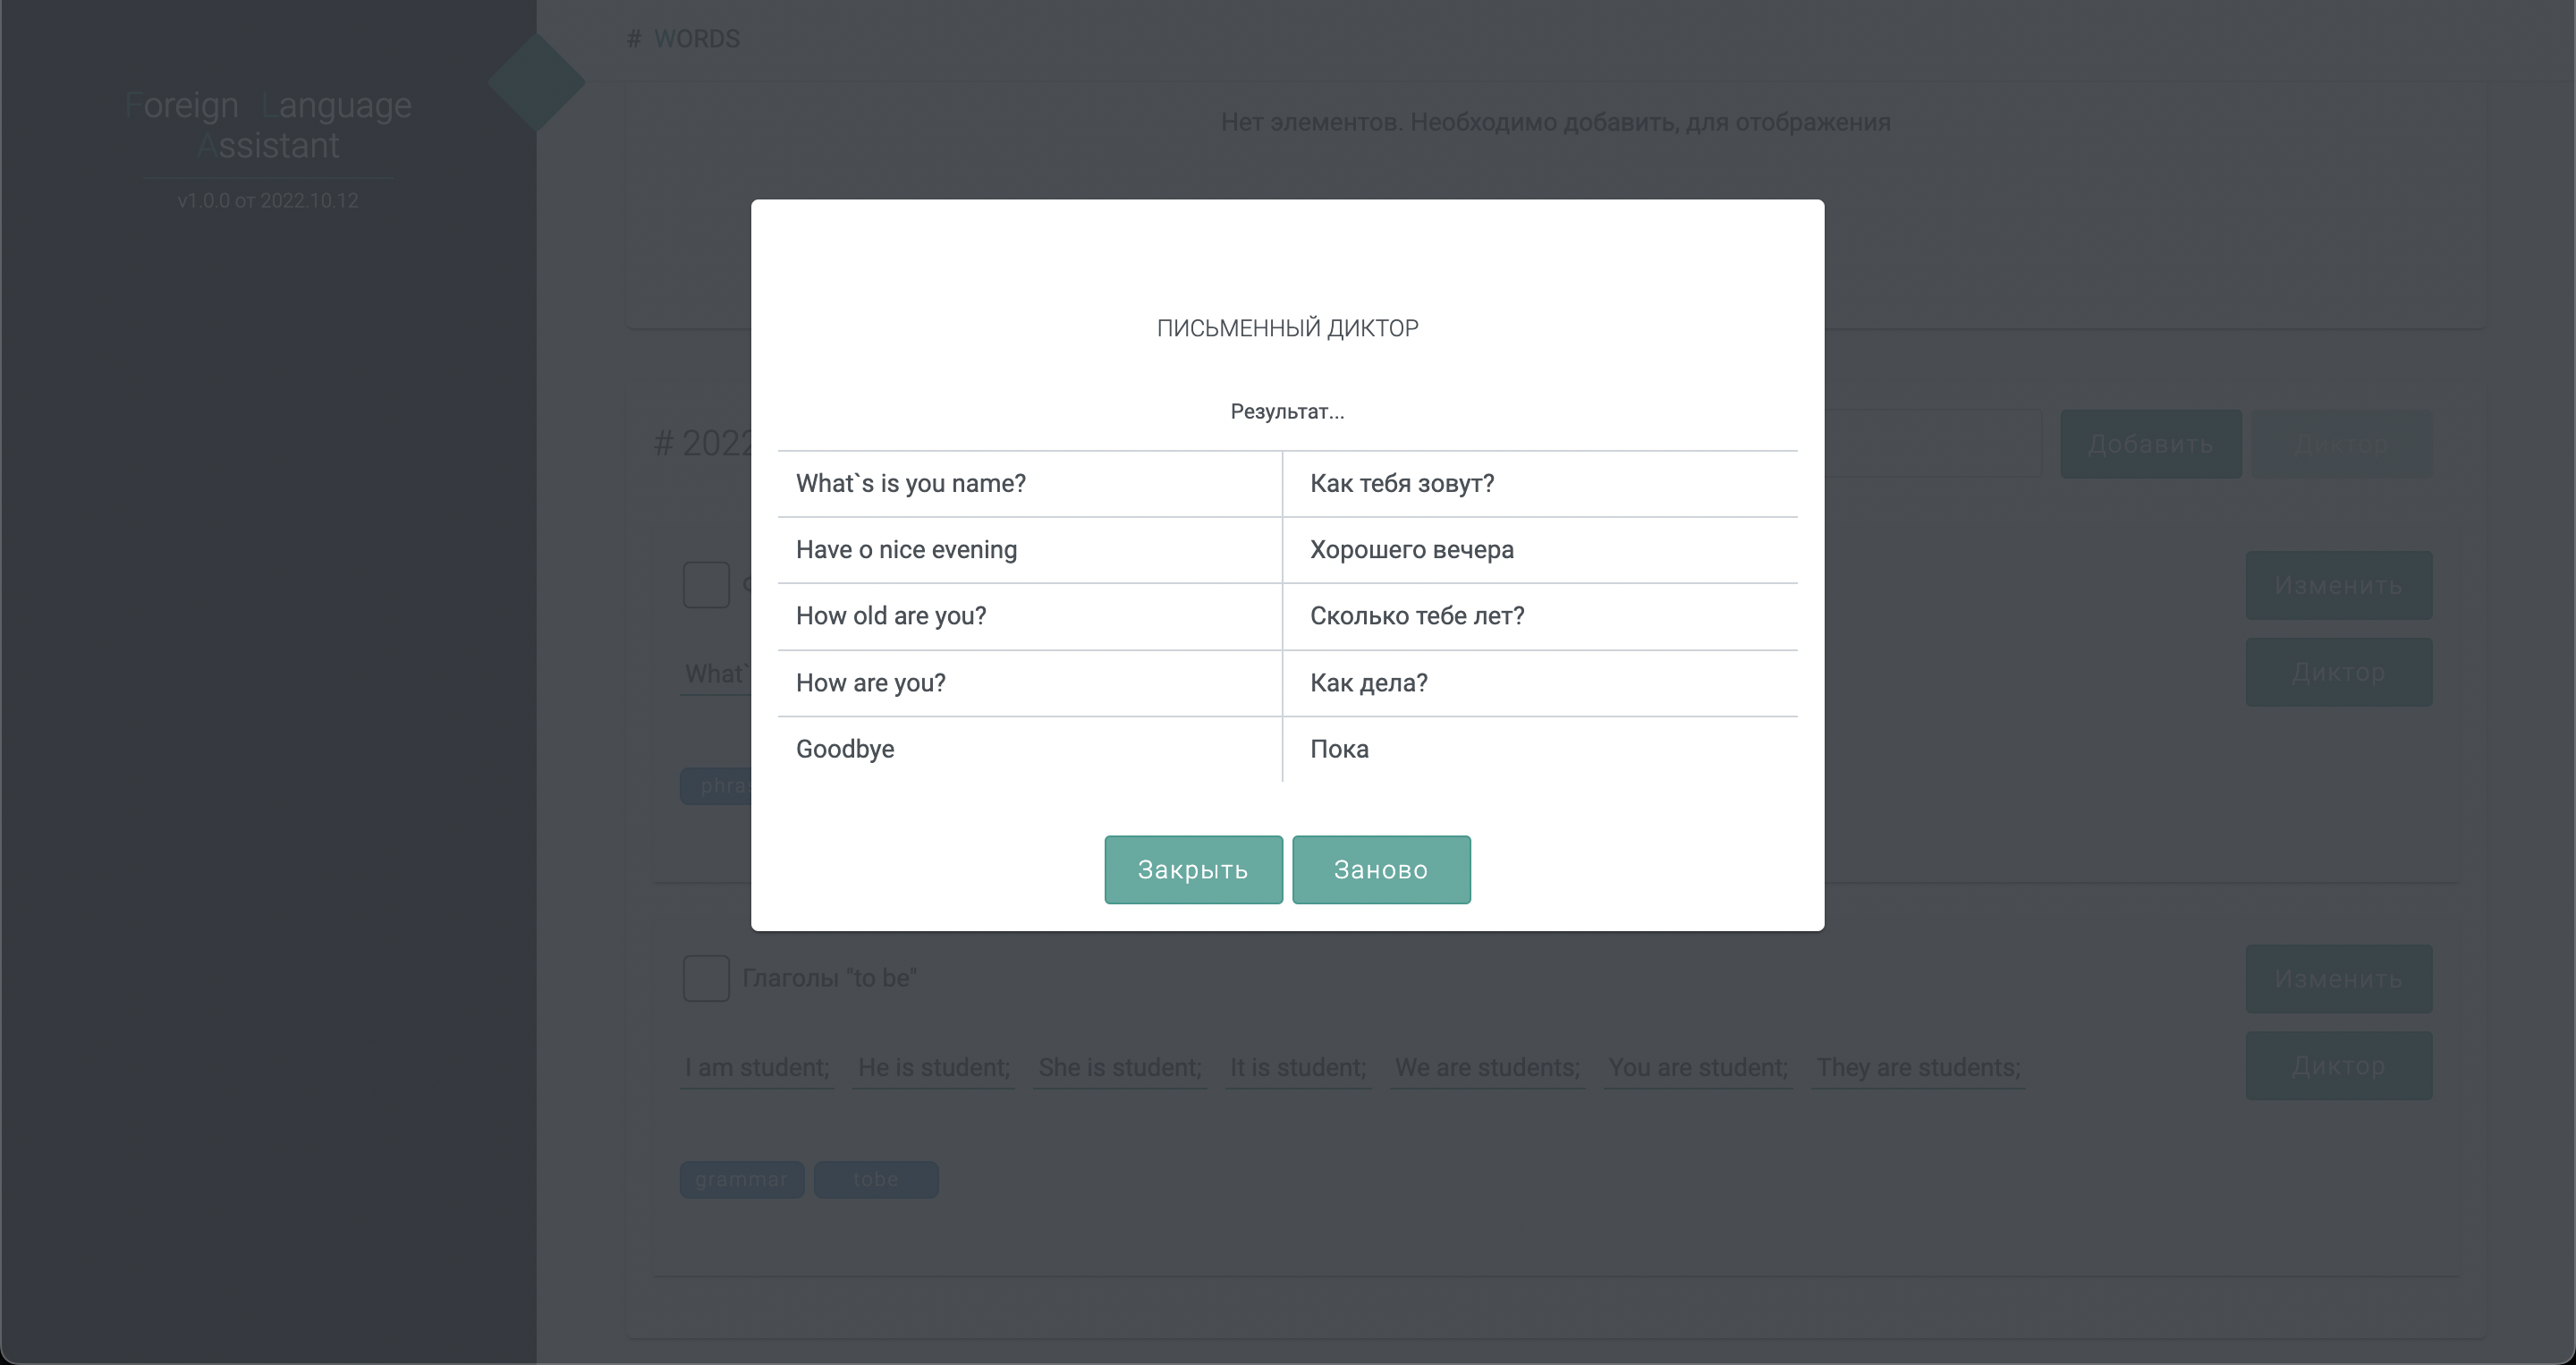 # WORDS
Foreign Language
Assistant
v1.0.0 от 2022.10.12
Нет элементов. Необходимо добавить, для отображения
ПИСЬМЕННЫЙ ДИКТОР
Результат...
# 2022
Добавить Диктор
What`s is you name? Как тебя зовут?
Have o nice evening Хорошего вечера
How old are you? Сколько тебе лет?
How are you? Как дела?
Goodbye Пока
Изменить
What`
Диктор
phras
Закрыть Заново
Глаголы "to be"
Изменить
I am student; He is student; She is student; It is student; We are students; You are student; They are students;
Диктор
grammar tobe